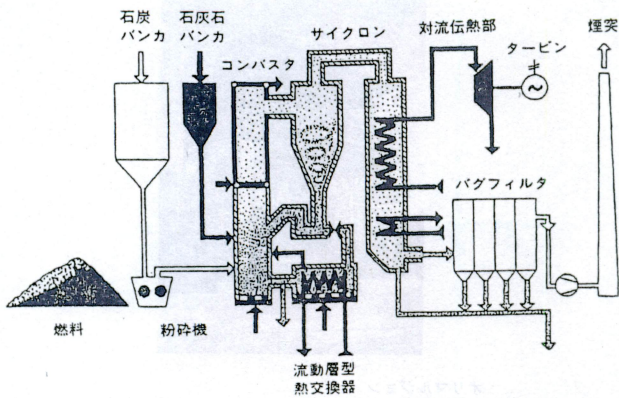 石炭
バンカ
石灰石
バンカ
コンバスタ
サイクロン
対流伝熱部
タービン
煙突
バグフィルタ
燃料
粉砕機
流動層型
熱交換器